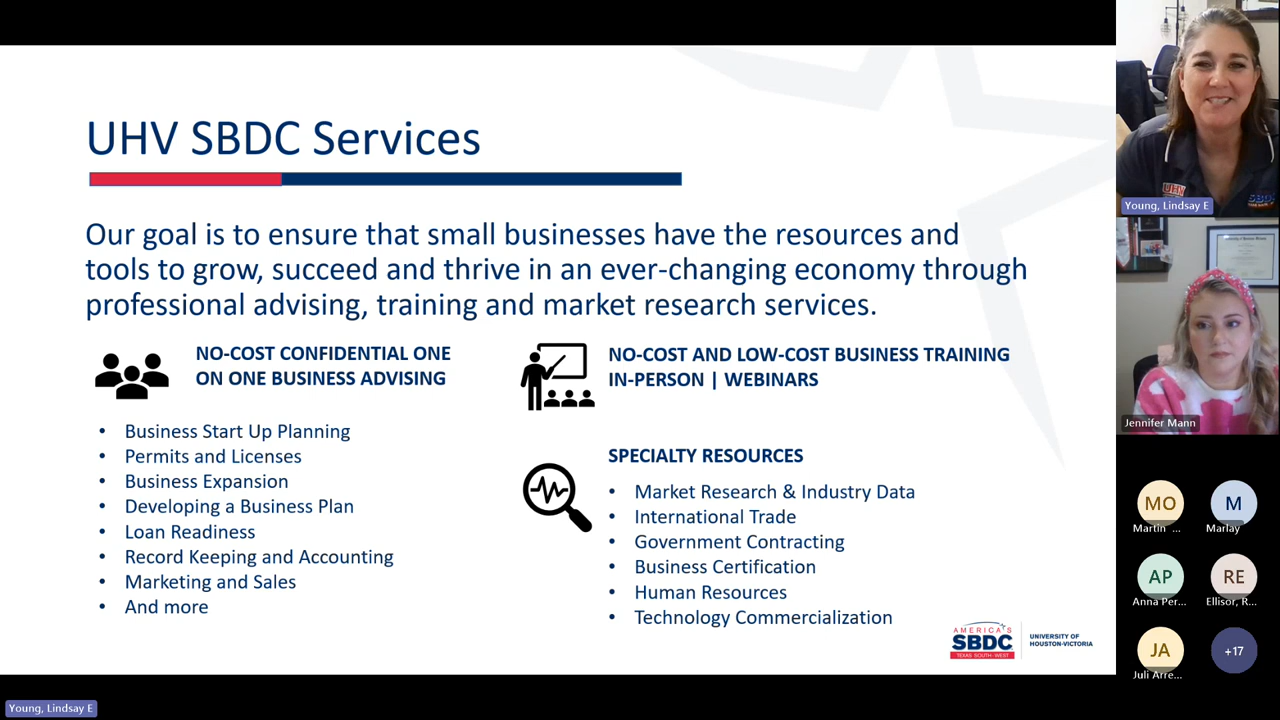 UHV SBDC Services
Our goal is to ensure that small businesses have the resources and
tools to grow, succeed and thrive in an ever-changing economy through
professional advising, training and market research services.
NO-COST CONFIDENTIAL ONE
ON ONE BUSINESS ADVISING
• Business Start Up Planning
• Permits and Licenses
• Business Expansion
• Developing a Business Plan
• Loan Readiness
• Record Keeping and Accounting
• Marketing and Sales
• And more
NO-COST AND LOW-COST BUSINESS TRAINING
IN-PERSON | WEBINARS
SPECIALTY RESOURCES
• Market Research & Industry Data
• International Trade
• Government Contracting
• Business Certification
• Human Resources
• Technology Commercialization
AMERICA'S
SBDC
TEXAS SOUTH-WEST
UNIVERSITY OF
HOUSTON-VICTORIA
UHV
SBDC
Young, Lindsay E
Jennifer Mann
MO
Martin ...
M
Marlay
AP
Anna Per...
RE
Ellisor, R...
JA
Juli Arre...
+17
Young, Lindsay E